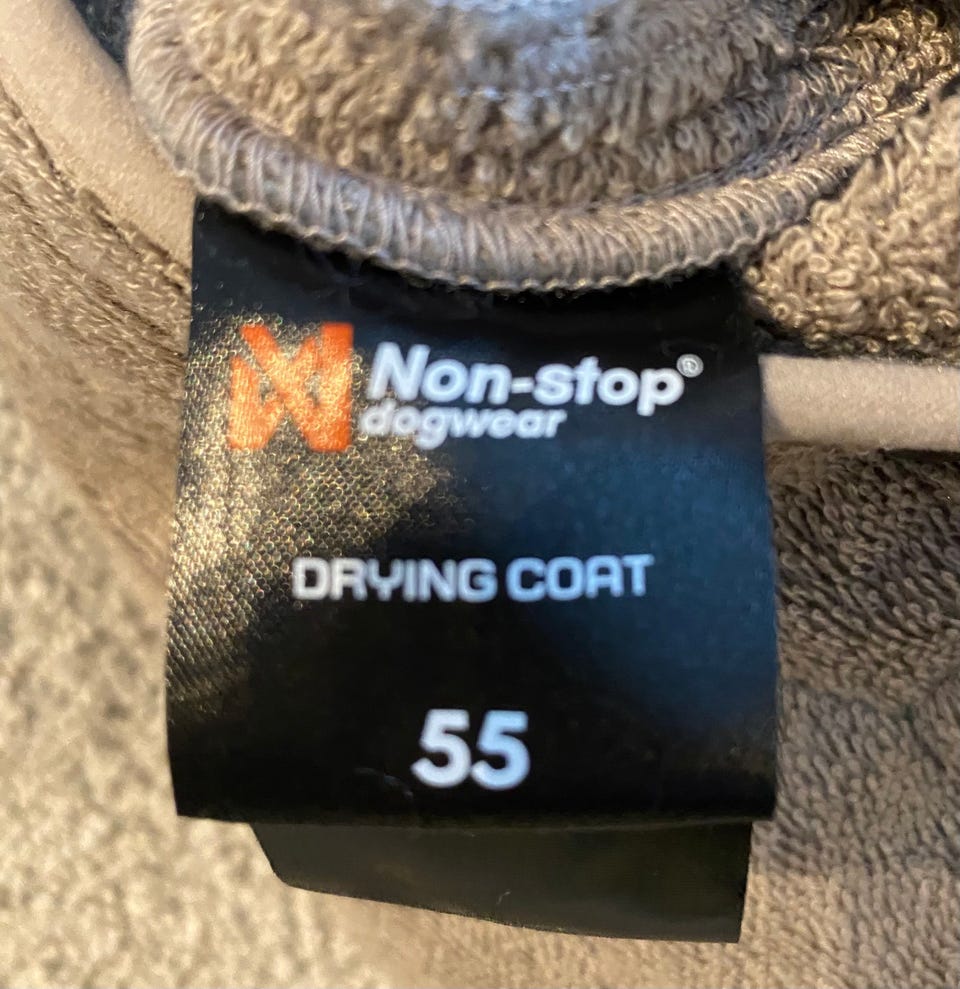 Non-stop®
dogwear
DRYING COAT
55